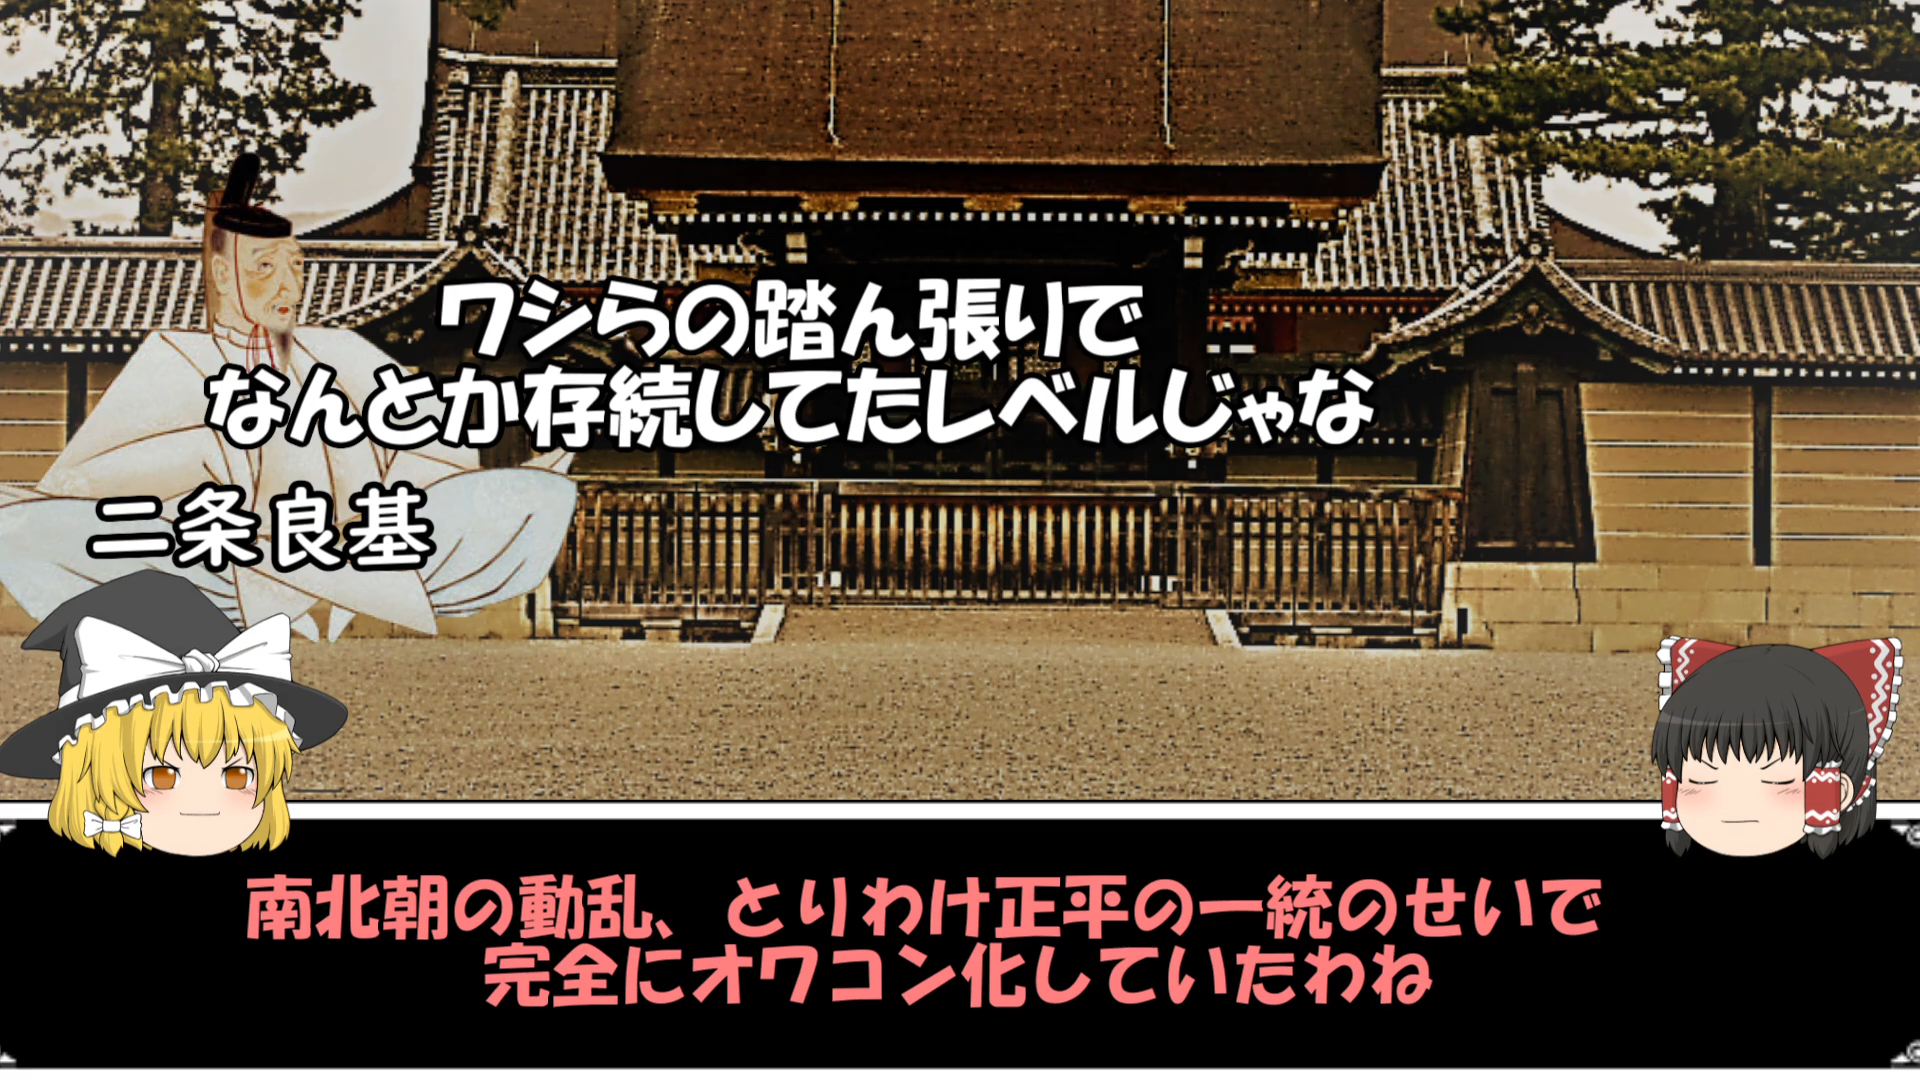 ワシらの踏ん張りで
なんとか存続してたレベルじゃな
二条良基
南北朝の動乱、とりわけ正平の一統のせいで
完全にオワコン化していたわね